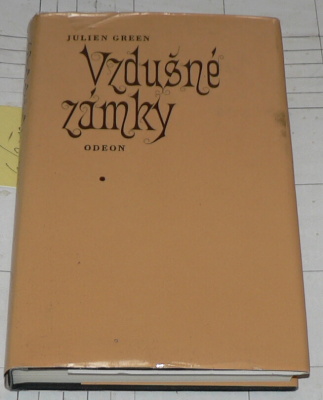 JULIEN GREEN
Vzdušné
zámky
ODEON